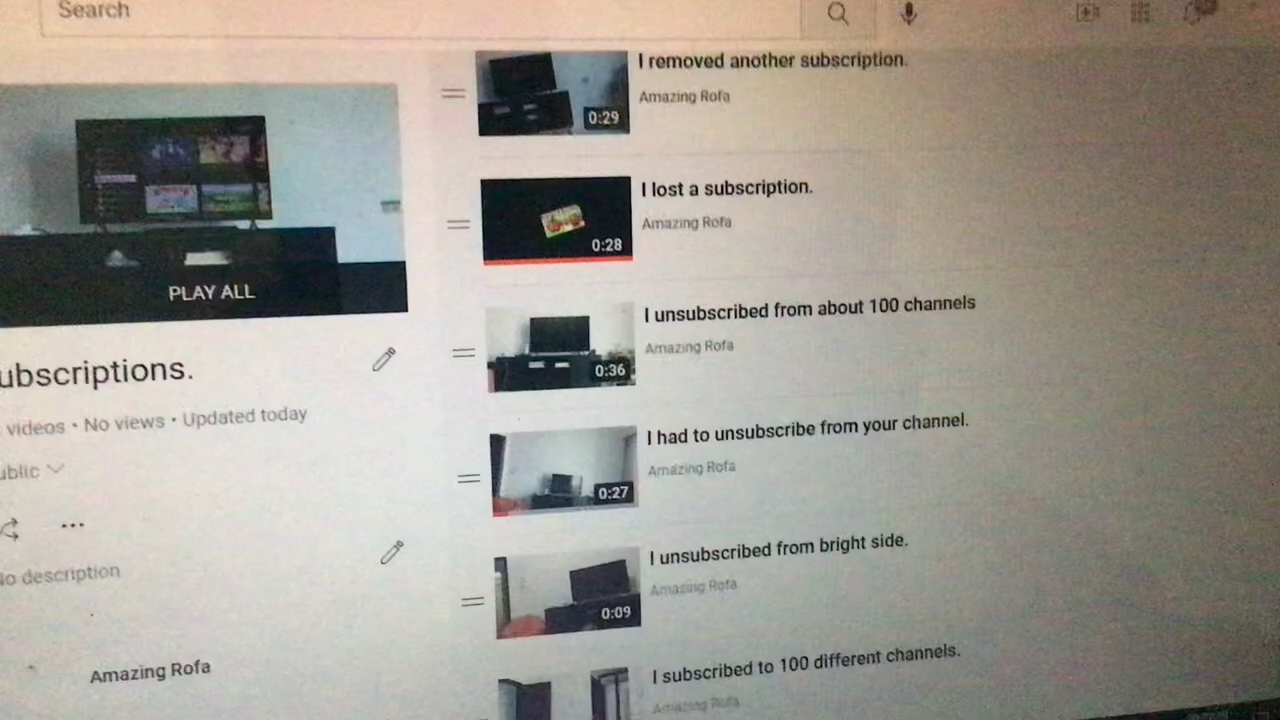 Search
I removed another subscription.
Amazing Rofa
0:29
I lost a subscription.
Amazing Rofa
0:28
I unsubscribed from about 100 channels
Amazing Rofa
0:36
I had to unsubscribe from your channel.
Amazing Rofa
0:27
I unsubscribed from bright side.
Amazing Rofa
0:09
I subscribed to 100 different channels.
Amazing Rofa
PLAY ALL
ubscriptions.
videos • No views • Updated today
ublic
No description
Amazing Rofa